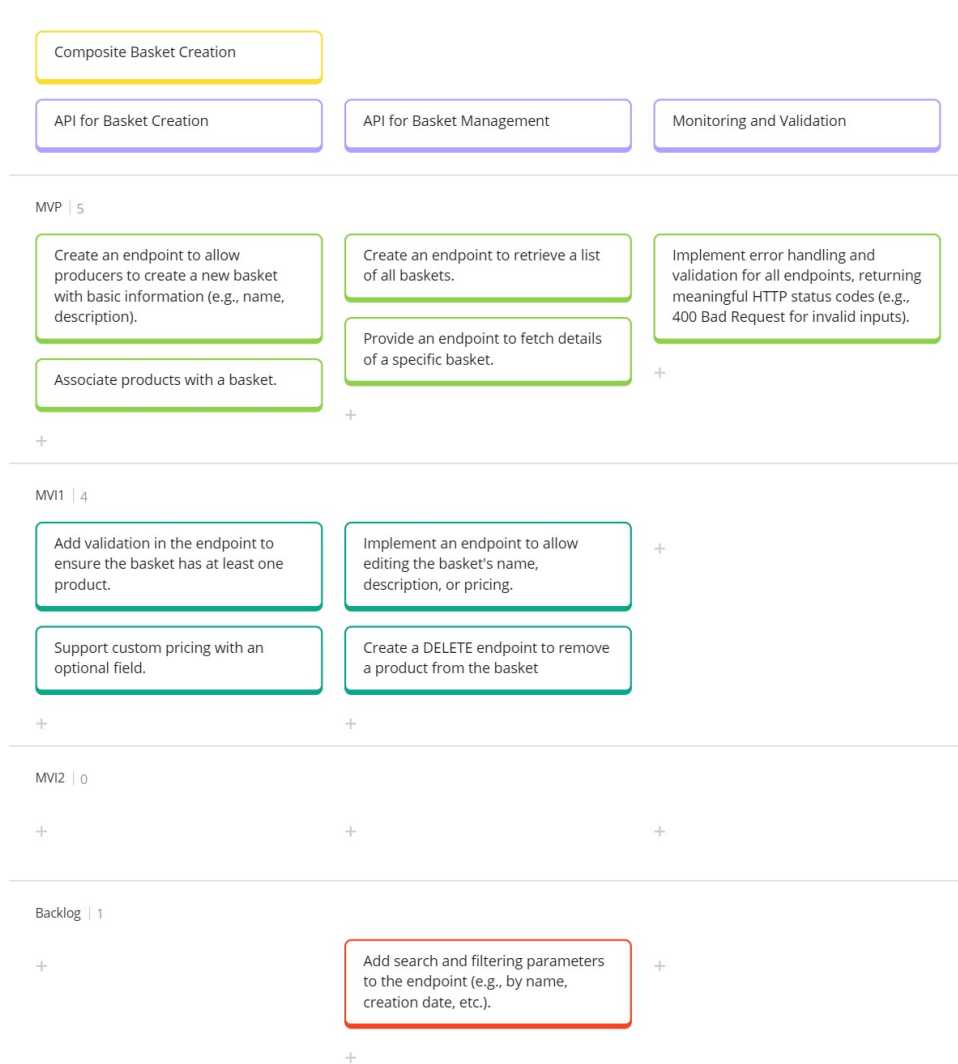 Composite Basket Creation
API for Basket Creation
API for Basket Management
Monitoring and Validation
MVP | 5
Create an endpoint to allow
producers to create a new basket
with basic information (e.g., name,
description).
Associate products with a basket.
+
Create an endpoint to retrieve a list
of all baskets.
Provide an endpoint to fetch details
of a specific basket.
+
Implement error handling and
validation for all endpoints, returning
meaningful HTTP status codes (e.g.,
400 Bad Request for invalid inputs).
+
MVI1 | 4
Add validation in the endpoint to
ensure the basket has at least one
product.
Support custom pricing with an
optional field.
+
Implement an endpoint to allow
editing the basket's name,
description, or pricing.
Create a DELETE endpoint to remove
a product from the basket
+
+
MVI2 | 0
+
+
+
Backlog | 1
+
Add search and filtering parameters
to the endpoint (e.g., by name,
creation date, etc.).
+
+